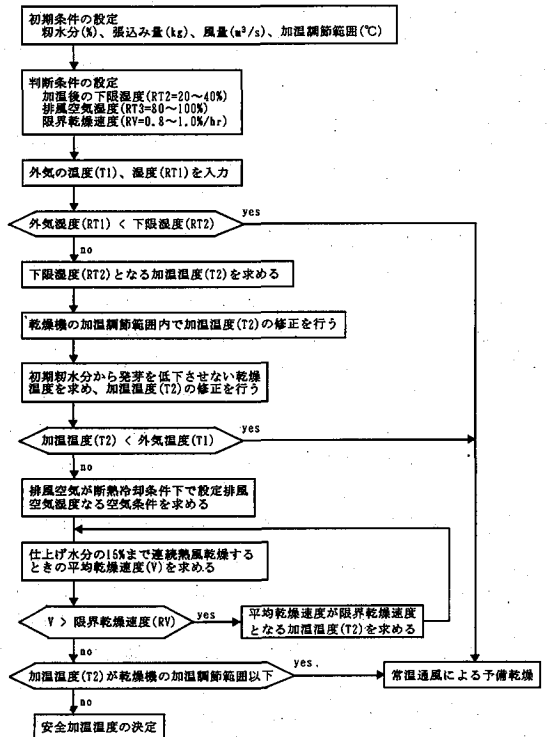 初期条件の設定
籾水分(%)、張込み量(kg)、風量(m³/s)、加温調節範囲(℃)
判断条件の設定
加温後の下限湿度(RT2=20〜40%)
排風空気湿度(RT3=80〜100%)
限界乾燥速度(RV=0.8〜1.0%/hr)
外気の温度(T1)、湿度(RT1)を入力
外気湿度(RT1) < 下限湿度(RT2)
yes
no
下限湿度(RT2)となる加温温度(T2)を求める
乾燥機の加温調節範囲内で加温温度(T2)の修正を行う
初期籾水分から発芽を低下させない乾燥
温度を求め、加温温度(T2)の修正を行う
加温温度(T2) < 外気温度(T1)
yes
no
排風空気が断熱冷却条件下で設定排風
空気湿度なる空気条件を求める
仕上げ水分の15%まで連続熱風乾燥する
ときの平均乾燥速度(V)を求める
V > 限界乾燥速度(RV)
yes
平均乾燥速度が限界乾燥速度
となる加温温度(T2)を求める
no
加温温度(T2)が乾燥機の加温調節範囲以下
yes
常温通風による予備乾燥
no
安全加温温度の決定